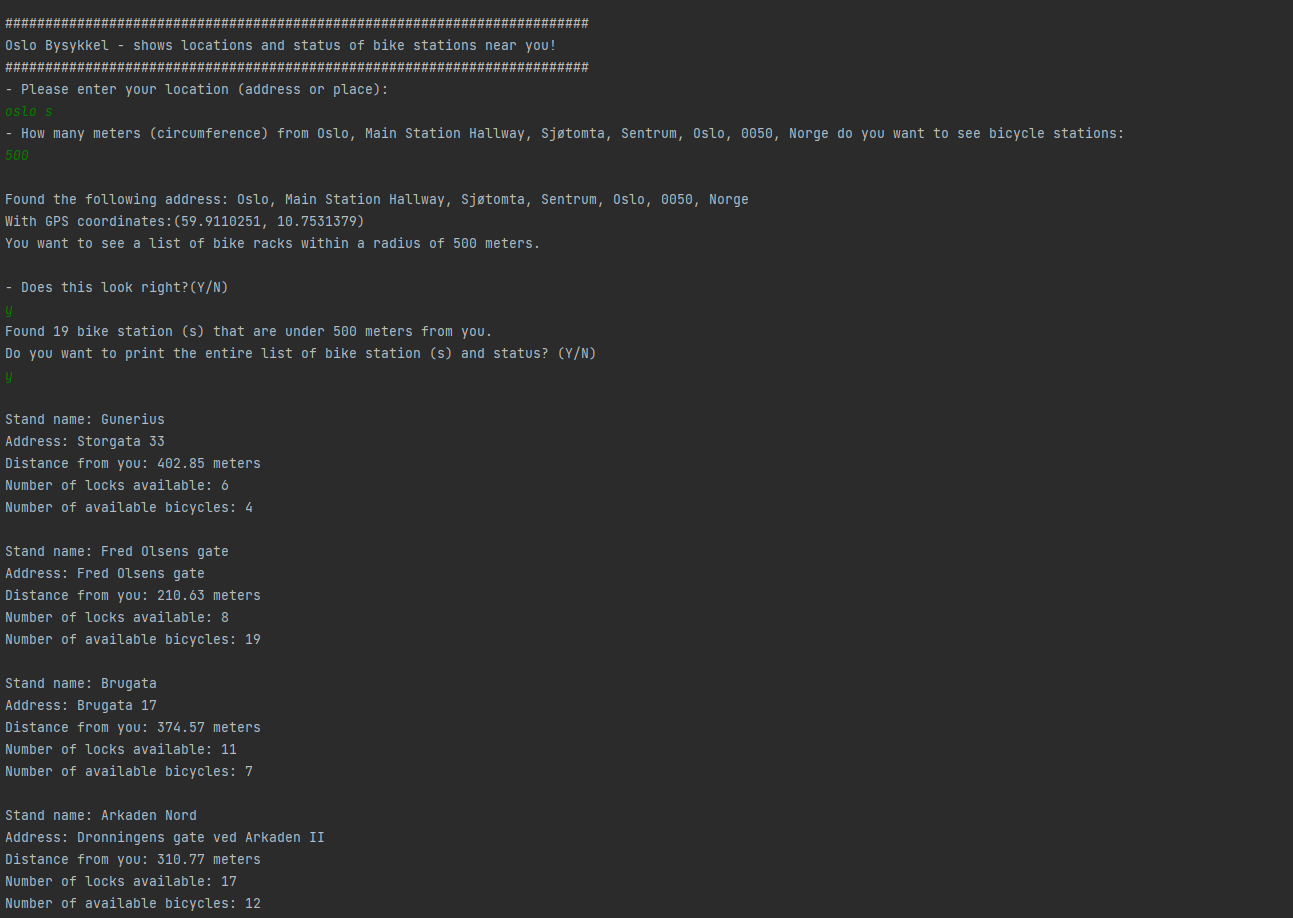 #########################################################################
Oslo Bysykkel - shows locations and status of bike stations near you!
#########################################################################
- Please enter your location (address or place):
oslo s
- How many meters (circumference) from Oslo, Main Station Hallway, Sjøtomta, Sentrum, Oslo, 0050, Norge do you want to see bicycle stations:
500
Found the following address: Oslo, Main Station Hallway, Sjøtomta, Sentrum, Oslo, 0050, Norge
With GPS coordinates:(59.9110251, 10.7531379)
You want to see a list of bike racks within a radius of 500 meters.
- Does this look right?(Y/N)
y
Found 19 bike station (s) that are under 500 meters from you.
Do you want to print the entire list of bike station (s) and status? (Y/N)
y
Stand name: Gunerius
Address: Storgata 33
Distance from you: 402.85 meters
Number of locks available: 6
Number of available bicycles: 4
Stand name: Fred Olsens gate
Address: Fred Olsens gate
Distance from you: 210.63 meters
Number of locks available: 8
Number of available bicycles: 19
Stand name: Brugata
Address: Brugata 17
Distance from you: 374.57 meters
Number of locks available: 11
Number of available bicycles: 7
Stand name: Arkaden Nord
Address: Dronningens gate ved Arkaden II
Distance from you: 310.77 meters
Number of locks available: 17
Number of available bicycles: 12